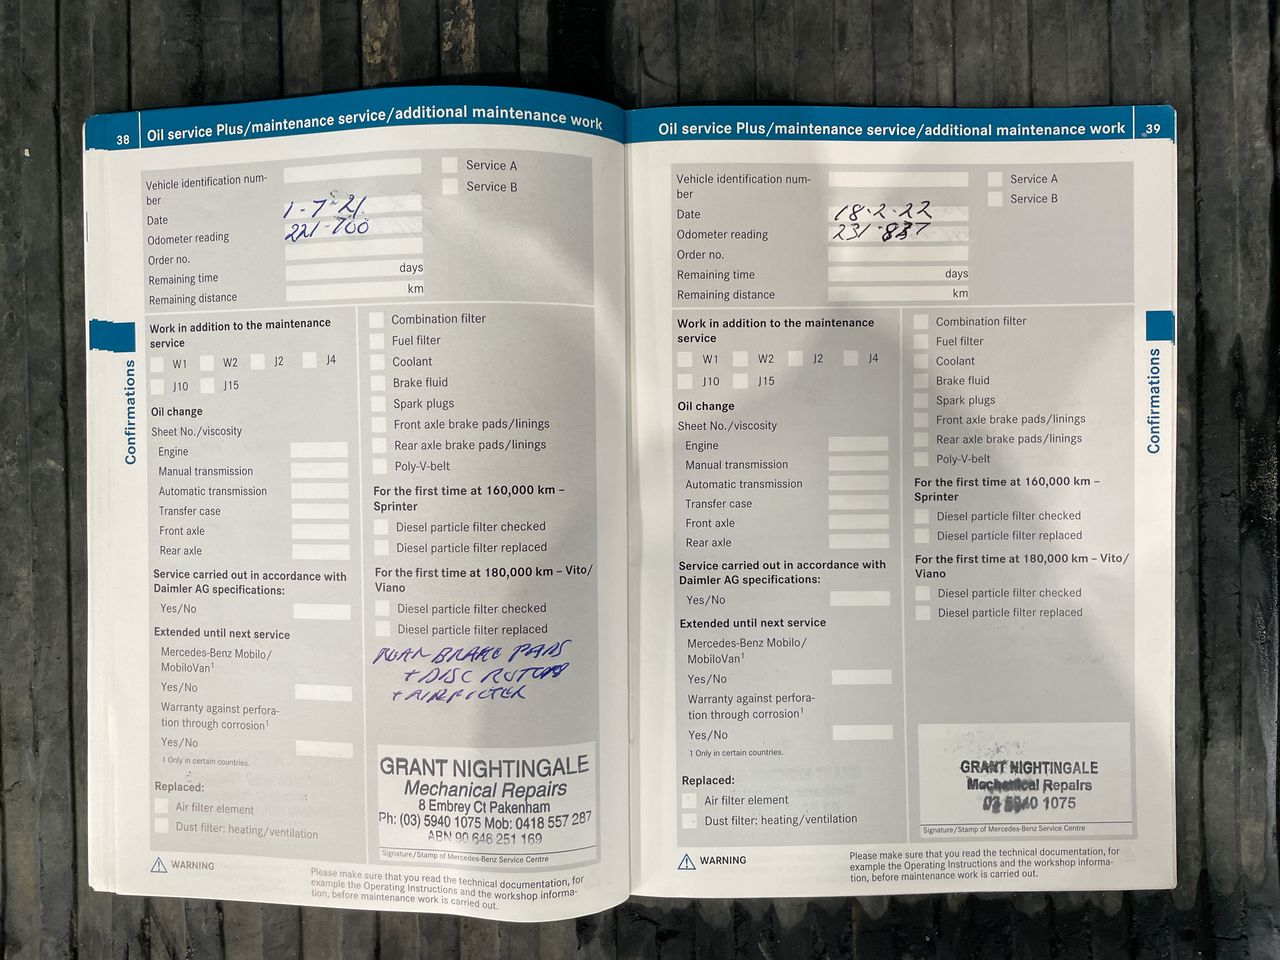 38
Oil service Plus/maintenance service/additional maintenance work
Vehicle identification num-
ber
Service A
Service B
Date 1-7-21
Odometer reading 221-700
Order no.
Remaining time days
Remaining distance km
Work in addition to the maintenance
service
W1 W2 J2 J4
J10 J15
Oil change
Sheet No./viscosity
Engine
Manual transmission
Automatic transmission
Transfer case
Front axle
Rear axle
Service carried out in accordance with
Daimler AG specifications:
Yes/No
Extended until next service
Mercedes-Benz Mobilo/
MobiloVan¹
Yes/No
Warranty against perfora-
tion through corrosion¹
Yes/No
1 Only in certain countries.
Replaced:
Air filter element
Dust filter: heating/ventilation
Combination filter
Fuel filter
Coolant
Brake fluid
Spark plugs
Front axle brake pads/linings
Rear axle brake pads/linings
Poly-V-belt
For the first time at 160,000 km –
Sprinter
Diesel particle filter checked
Diesel particle filter replaced
For the first time at 180,000 km – Vito/
Viano
Diesel particle filter checked
Diesel particle filter replaced
REAR BRAKE PADS
+ DISC ROTORS
+ AIRFILTER
GRANT NIGHTINGALE
Mechanical Repairs
8 Embrey Ct Pakenham
Ph: (03) 5940 1075 Mob: 0418 557 287
ABN 90 646 251 169
Signature/Stamp of Mercedes-Benz Service Centre
WARNING
Please make sure that you read the technical documentation, for
example the Operating Instructions and the workshop informa-
tion, before maintenance work is carried out.
Confirmations
Oil service Plus/maintenance service/additional maintenance work
39
Vehicle identification num-
ber
Service A
Service B
Date 18-2-22
Odometer reading 231-837
Order no.
Remaining time days
Remaining distance km
Work in addition to the maintenance
service
W1 W2 J2 J4
J10 J15
Oil change
Sheet No./viscosity
Engine
Manual transmission
Automatic transmission
Transfer case
Front axle
Rear axle
Service carried out in accordance with
Daimler AG specifications:
Yes/No
Extended until next service
Mercedes-Benz Mobilo/
MobiloVan¹
Yes/No
Warranty against perfora-
tion through corrosion¹
Yes/No
1 Only in certain countries.
Replaced:
Air filter element
Dust filter: heating/ventilation
Combination filter
Fuel filter
Coolant
Brake fluid
Spark plugs
Front axle brake pads/linings
Rear axle brake pads/linings
Poly-V-belt
For the first time at 160,000 km –
Sprinter
Diesel particle filter checked
Diesel particle filter replaced
For the first time at 180,000 km – Vito/
Viano
Diesel particle filter checked
Diesel particle filter replaced
GRANT NIGHTINGALE
Mechanical Repairs
03 5940 1075
Signature/Stamp of Mercedes-Benz Service Centre
WARNING
Please make sure that you read the technical documentation, for
example the Operating Instructions and the workshop informa-
tion, before maintenance work is carried out.
Confirmations